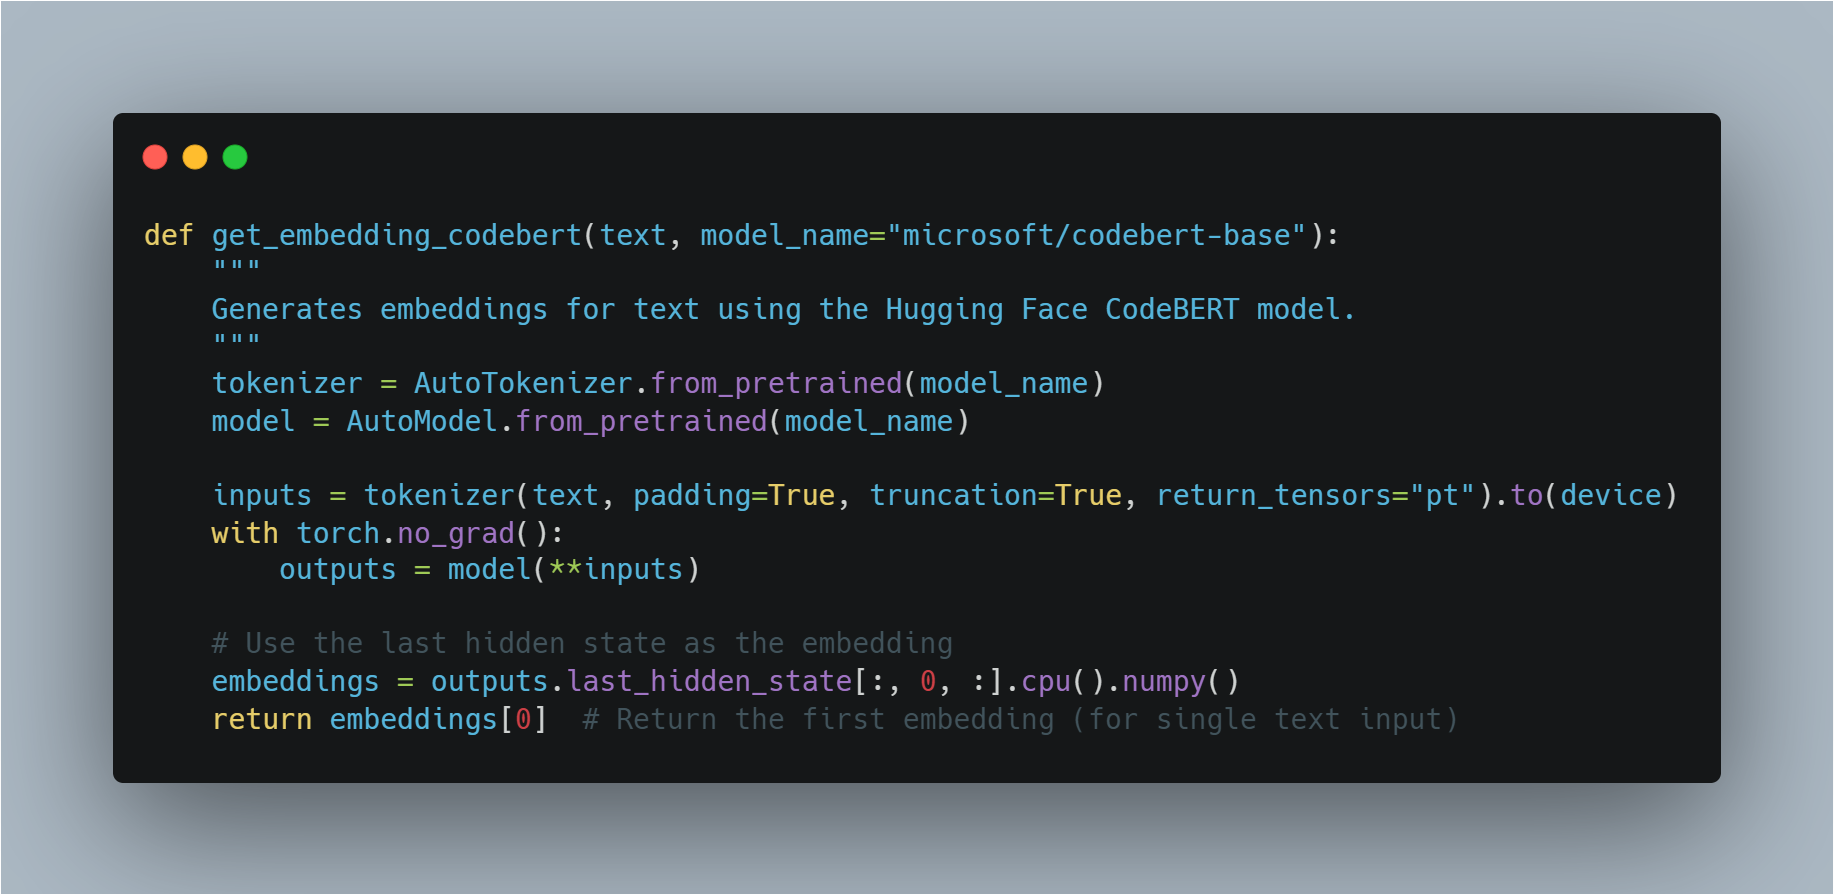 def get_embedding_codebert(text, model_name="microsoft/codebert-base"):
    """
    Generates embeddings for text using the Hugging Face CodeBERT model.
    """
    tokenizer = AutoTokenizer.from_pretrained(model_name)
    model = AutoModel.from_pretrained(model_name)

    inputs = tokenizer(text, padding=True, truncation=True, return_tensors="pt").to(device)
    with torch.no_grad():
        outputs = model(**inputs)

    # Use the last hidden state as the embedding
    embeddings = outputs.last_hidden_state[:, 0, :].cpu().numpy()
    return embeddings[0]  # Return the first embedding (for single text input)